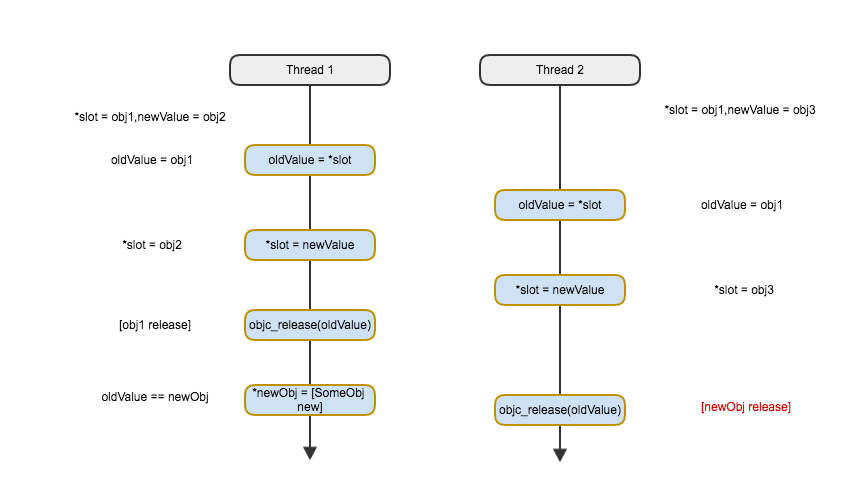 Thread 1
Thread 2
*slot = obj1,newValue = obj3
*slot = obj1,newValue = obj2
oldValue = obj1
oldValue = *slot
oldValue = *slot
oldValue = obj1
*slot = obj2
*slot = newValue
*slot = newValue
*slot = obj3
[obj1 release]
objc_release(oldValue)
oldValue == newObj
*newObj = [SomeObj
new]
objc_release(oldValue)
[newObj release]